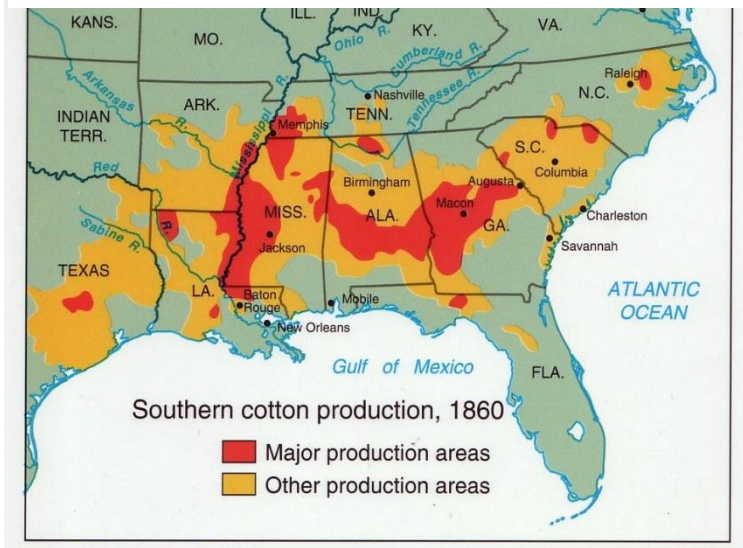 KANS.
MO.
ILL.
IND.
KY.
VA.
Ohio R.
Cumberland R.
Tennessee R.
Arkansas
R.
Mississippi
R.
ARK.
INDIAN
TERR.
Nashville
TENN.
Memphis
Raleigh
N.C.
Red
R.
Sabine R.
S.C.
Columbia
Birmingham
Augusta
Macon
MISS.
ALA.
GA.
Charleston
Jackson
Savannah
TEXAS
LA.
Baton
Rouge
Mobile
New Orleans
ATLANTIC
OCEAN
Gulf of Mexico
FLA.
Southern cotton production, 1860
Major production areas
Other production areas